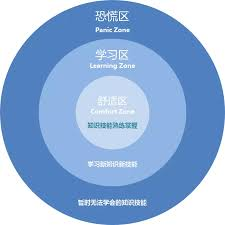 恐慌区
Panic Zone
学习区
Learning Zone
舒适区
Comfort Zone
知识技能熟练掌握
学习新知识新技能
暂时无法学会的知识技能